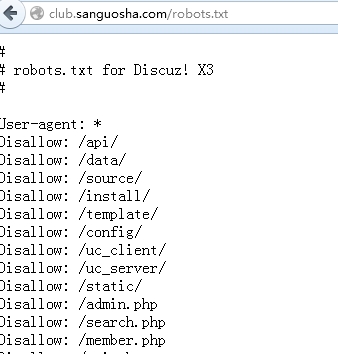 club.sanguosha.com/robots.txt
#
# robots.txt for Discuz! X3
#
User-agent: *
Disallow: /api/
Disallow: /data/
Disallow: /source/
Disallow: /install/
Disallow: /template/
Disallow: /config/
Disallow: /uc_client/
Disallow: /uc_server/
Disallow: /static/
Disallow: /admin.php
Disallow: /search.php
Disallow: /member.php